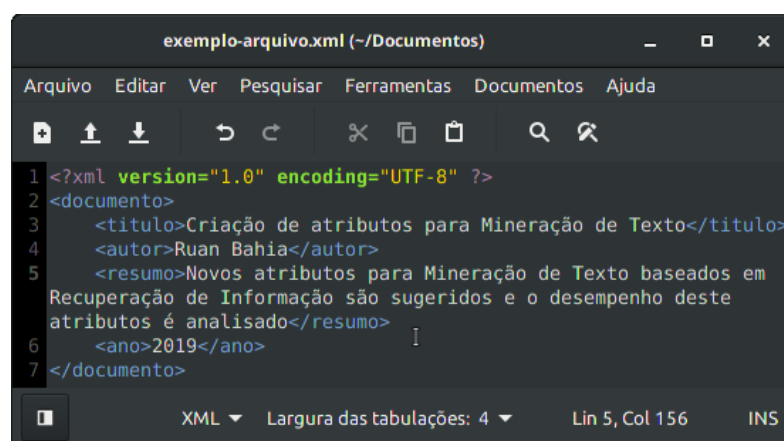 exemplo-arquivo.xml (~/Documentos)
Arquivo Editar Ver Pesquisar Ferramentas Documentos Ajuda
1 <?xml version="1.0" encoding="UTF-8" ?>
2 <documento>
3 <titulo>Criação de atributos para Mineração de Texto</titulo>
4 <autor>Ruan Bahia</autor>
5 <resumo>Novos atributos para Mineração de Texto baseados em
Recuperação de Informação são sugeridos e o desempenho deste
atributos é analisado</resumo>
6 <ano>2019</ano>
7 </documento>
XML Largura das tabulações: 4 Lin 5, Col 156 INS